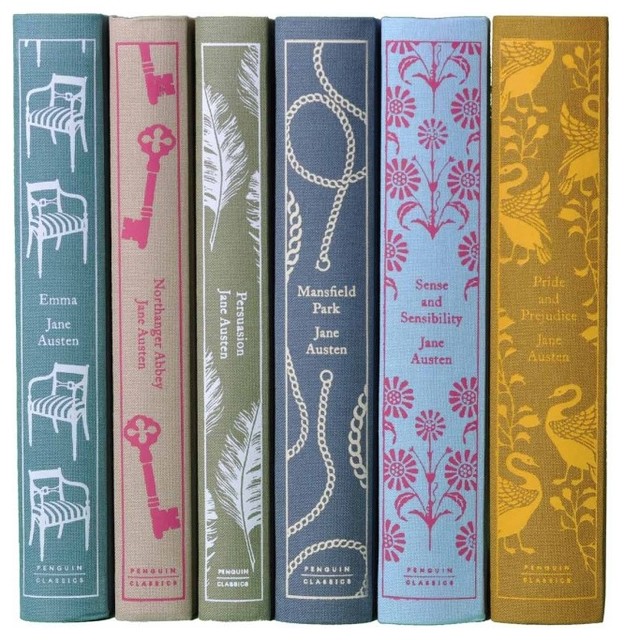 Emma
Jane
Austen
PENGUIN
CLASSICS
Northanger Abbey
Jane Austen
PENGUIN
CLASSICS
Persuasion
Jane Austen
PENGUIN
CLASSICS
Mansfield
Park
Jane
Austen
PENGUIN
CLASSICS
Sense
and
Sensibility
Jane
Austen
PENGUIN
CLASSICS
Pride
and
Prejudice
Jane
Austen
PENGUIN
CLASSICS